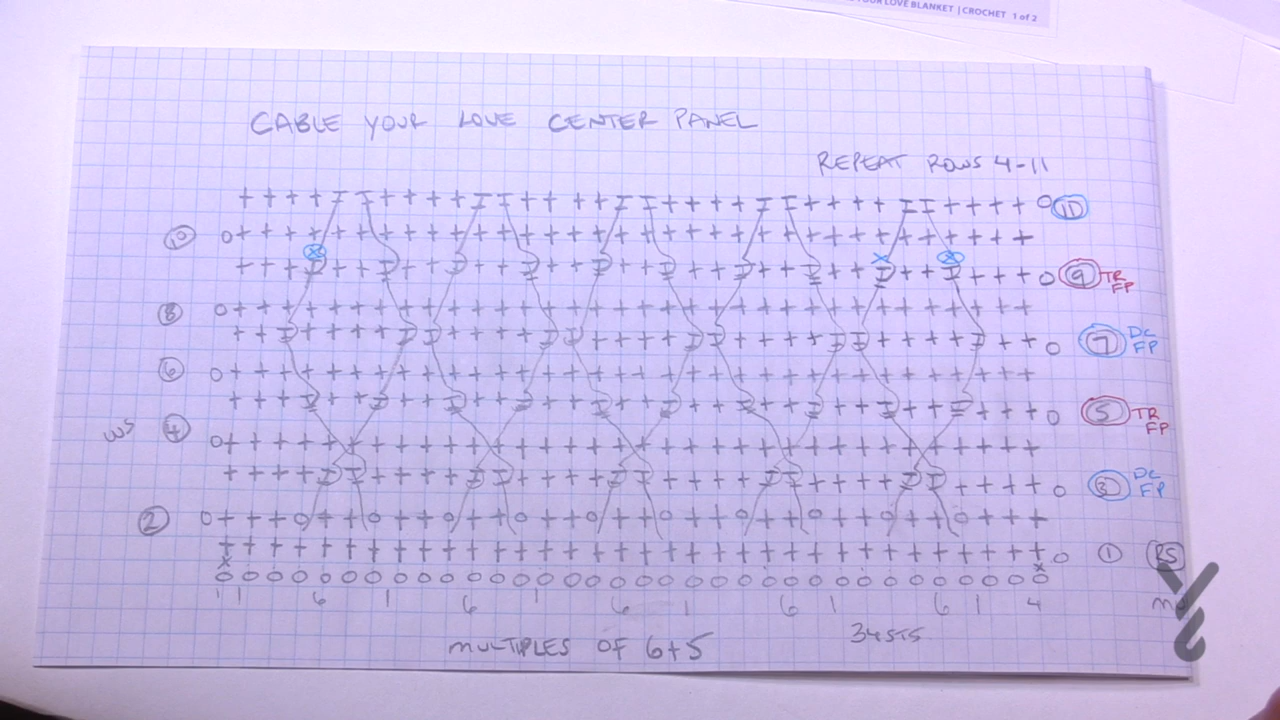 YOUR LOVE BLANKET | CROCHET 1 of 2
CABLE YOUR LOVE CENTER PANEL
REPEAT ROWS 4-11
11
10
9 TR FP
8
7 DC FP
6
5 TR FP
WS 4
3 DC FP
2
1 RS
1 1 6 1 6 1 6 1 6 1 6 1 4
MULTIPLES OF 6+5
34 STS